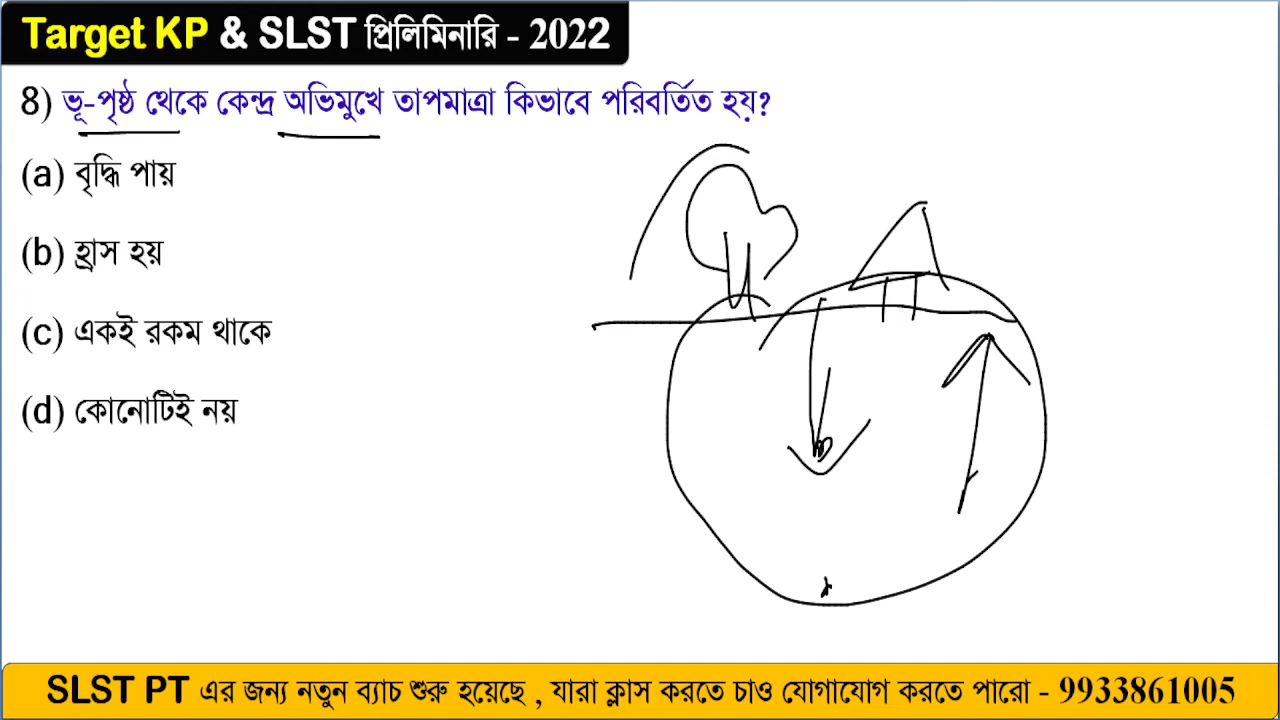 Target KP & SLST প্রিলিমিনারি - 2022
8) ভূ-পৃষ্ঠ থেকে কেন্দ্র অভিমুখে তাপমাত্রা কিভাবে পরিবর্তিত হয়?
(a) বৃদ্ধি পায়
(b) হ্রাস হয়
(c) একই রকম থাকে
(d) কোনোটিই নয়
SLST PT এর জন্য নতুন ব্যাচ শুরু হয়েছে , যারা ক্লাস করতে চাও যোগাযোগ করতে পারো - 9933861005